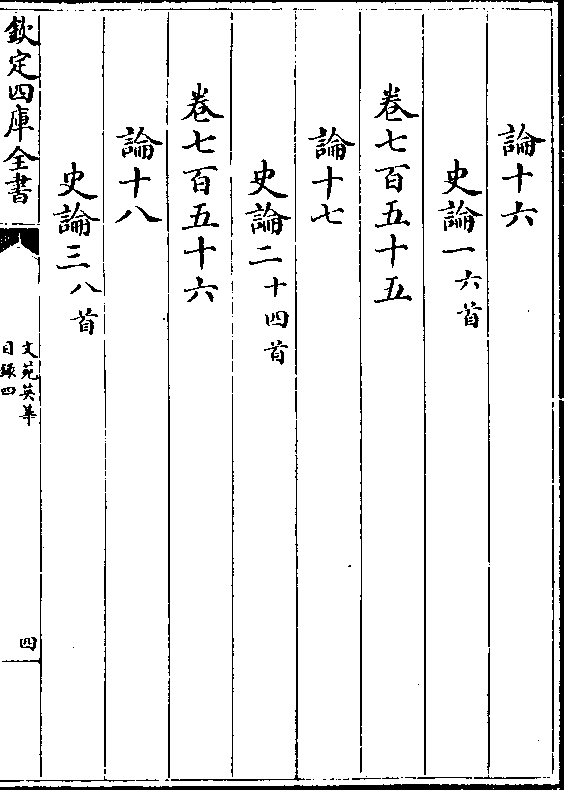 論十六
史論一六首
卷七百五十五
論十七
史論二十四首
卷七百五十六
論十八
史論三八首
欽定四庫全書
文苑英華
目錄四
四